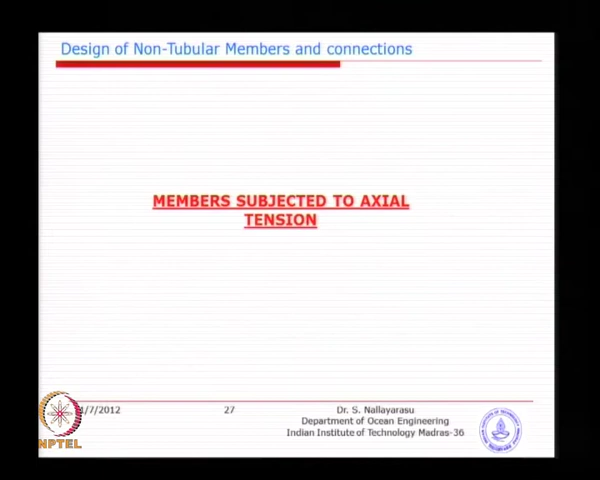 Design of Non-Tubular Members and connections
MEMBERS SUBJECTED TO AXIAL
TENSION
/7/2012
27
Dr. S. Nallayarasu
Department of Ocean Engineering
Indian Institute of Technology Madras-36
NPTEL